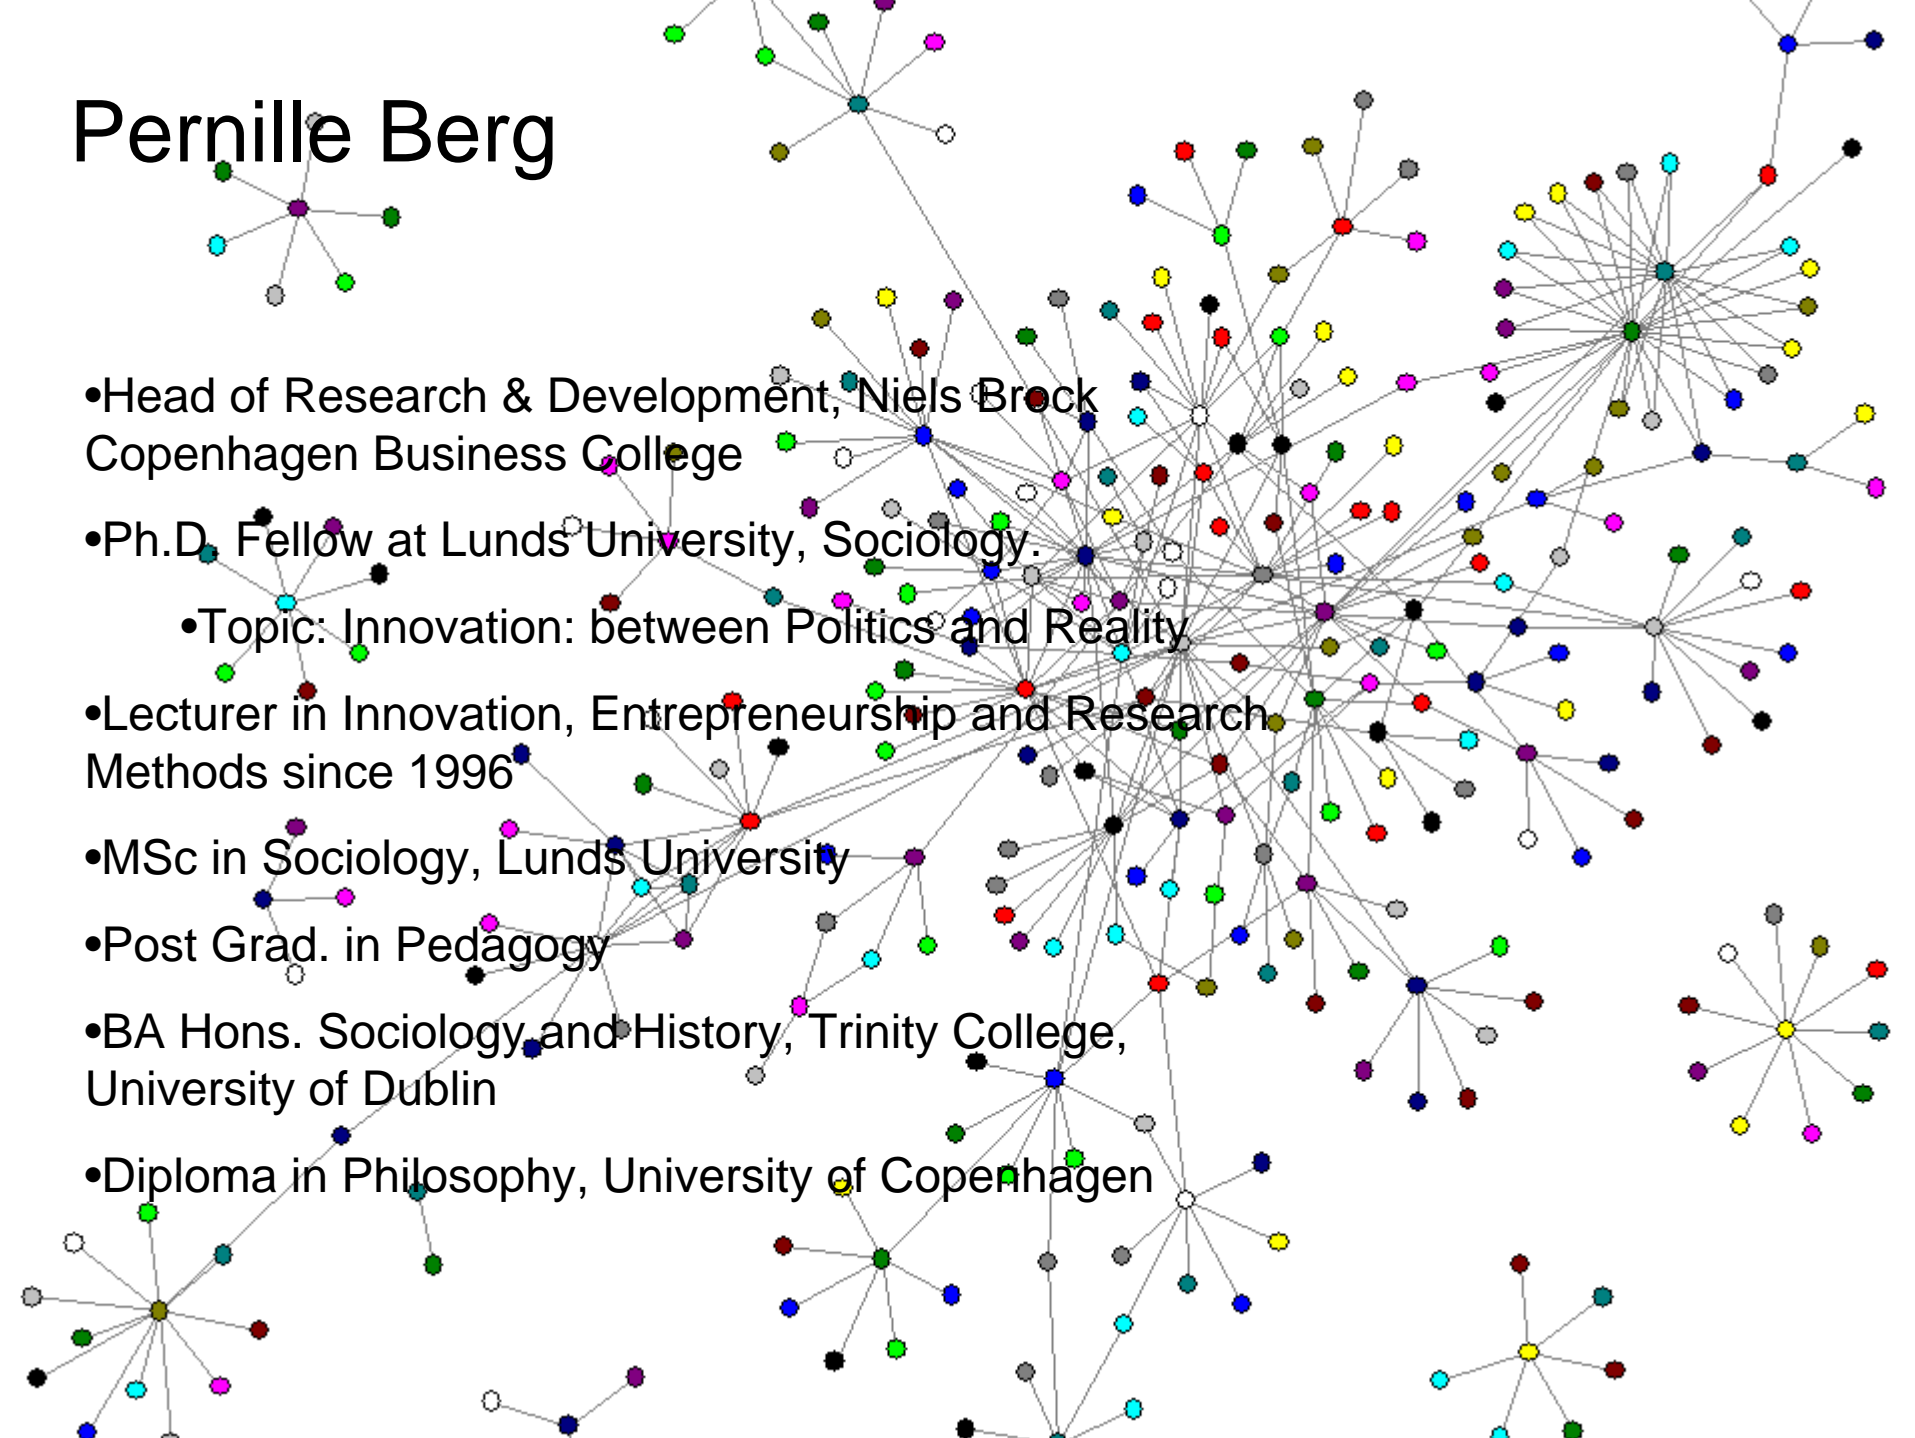 Pernille Berg
•Head of Research & Development, Niels Brock
Copenhagen Business College
•Ph.D. Fellow at Lunds University, Sociology.
•Topic: Innovation: between Politics and Reality
•Lecturer in Innovation, Entrepreneurship and Research
Methods since 1996
•MSc in Sociology, Lunds University
•Post Grad. in Pedagogy
•BA Hons. Sociology and History, Trinity College,
University of Dublin
•Diploma in Philosophy, University of Copenhagen